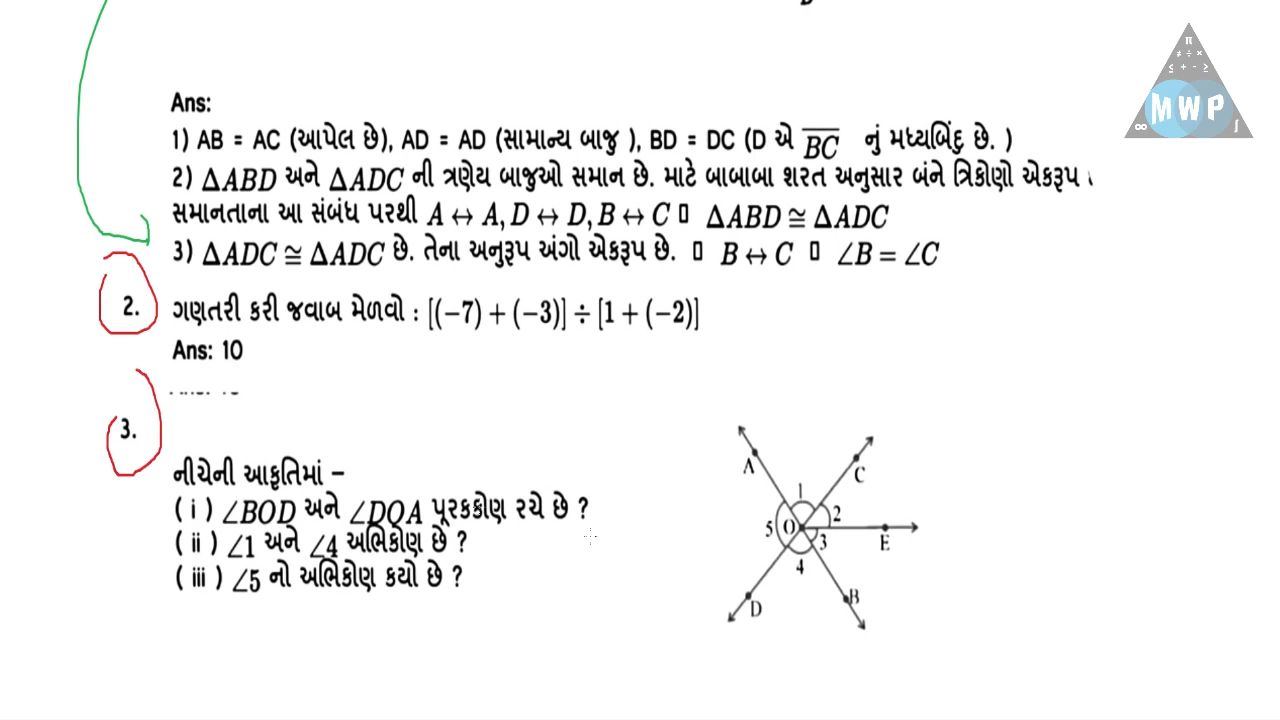 Ans:
1) AB = AC (આપેલ છે), AD = AD (સામાન્ય બાજુ ), BD = DC (D એ BC નું મધ્યબિંદુ છે. )
2) ΔABD અને ΔADC ની ત્રણેય બાજુઓ સમાન છે. માટે બાબાબા શરત અનુસાર બંને ત્રિકોણો એકરૂપ
સમાનતાના આ સંબંધ પરથી A ↔ A, D ↔ D, B ↔ C ▯ ΔABD ≅ ΔADC
3) ΔADC ≅ ΔADC છે. તેના અનુરૂપ અંગો એકરૂપ છે. ▯ B ↔ C ▯ ∠B = ∠C
2. ગણતરી કરી જવાબ મેળવો : [(−7) + (−3)] ÷ [1 + (−2)]
Ans: 10
3.
નીચેની આકૃતિમાં –
( i ) ∠BOD અને ∠DOA પૂરકકોણ રચે છે ?
( ii ) ∠1 અને ∠4 અભિકોણ છે ?
( iii ) ∠5 નો અભિકોણ કયો છે ?
A
C
1
2
5
O
3
E
4
D
B
π
≠ ÷ ×
≤ + - ≥
MWP
∞ ∫